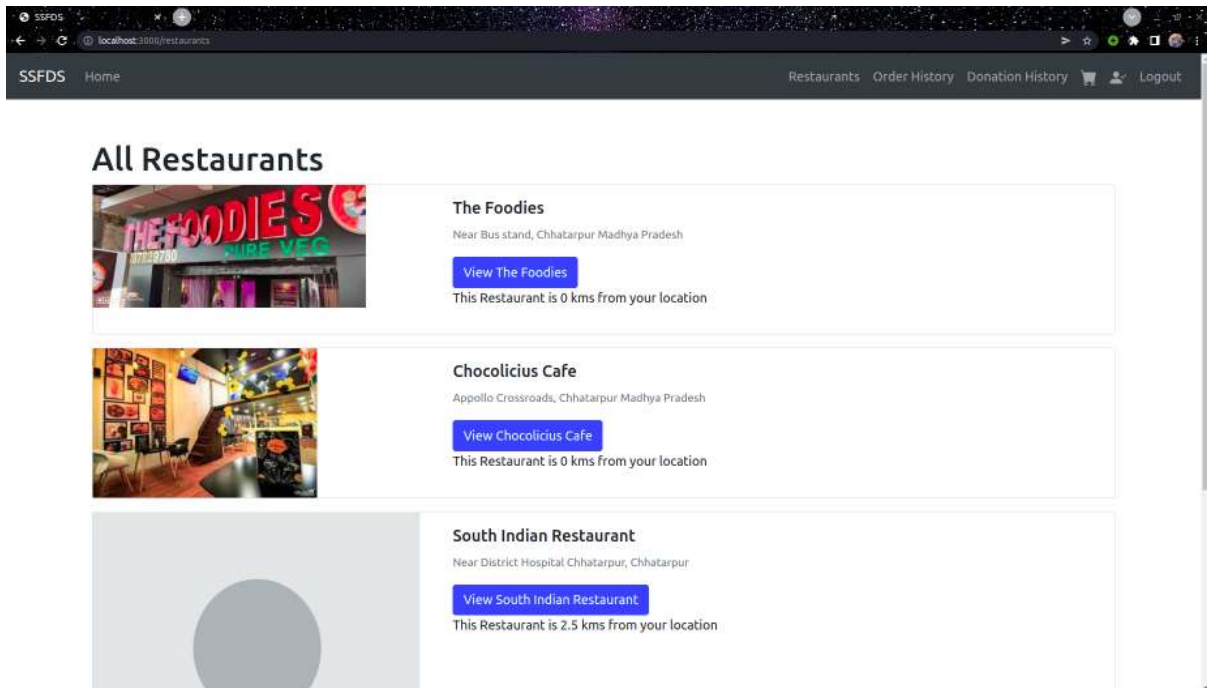 SSFDS
localhost:3000/restaurants
SSFDS Home Restaurants Order History Donation History Logout
All Restaurants
THE FOODIES
PURE VEG
The Foodies
Near Bus stand, Chhatarpur Madhya Pradesh
View The Foodies
This Restaurant is 0 kms from your location
Chocolicius Cafe
Appollo Crossroads, Chhatarpur Madhya Pradesh
View Chocolicius Cafe
This Restaurant is 0 kms from your location
South Indian Restaurant
Near District Hospital Chhatarpur, Chhatarpur
View South Indian Restaurant
This Restaurant is 2.5 kms from your location